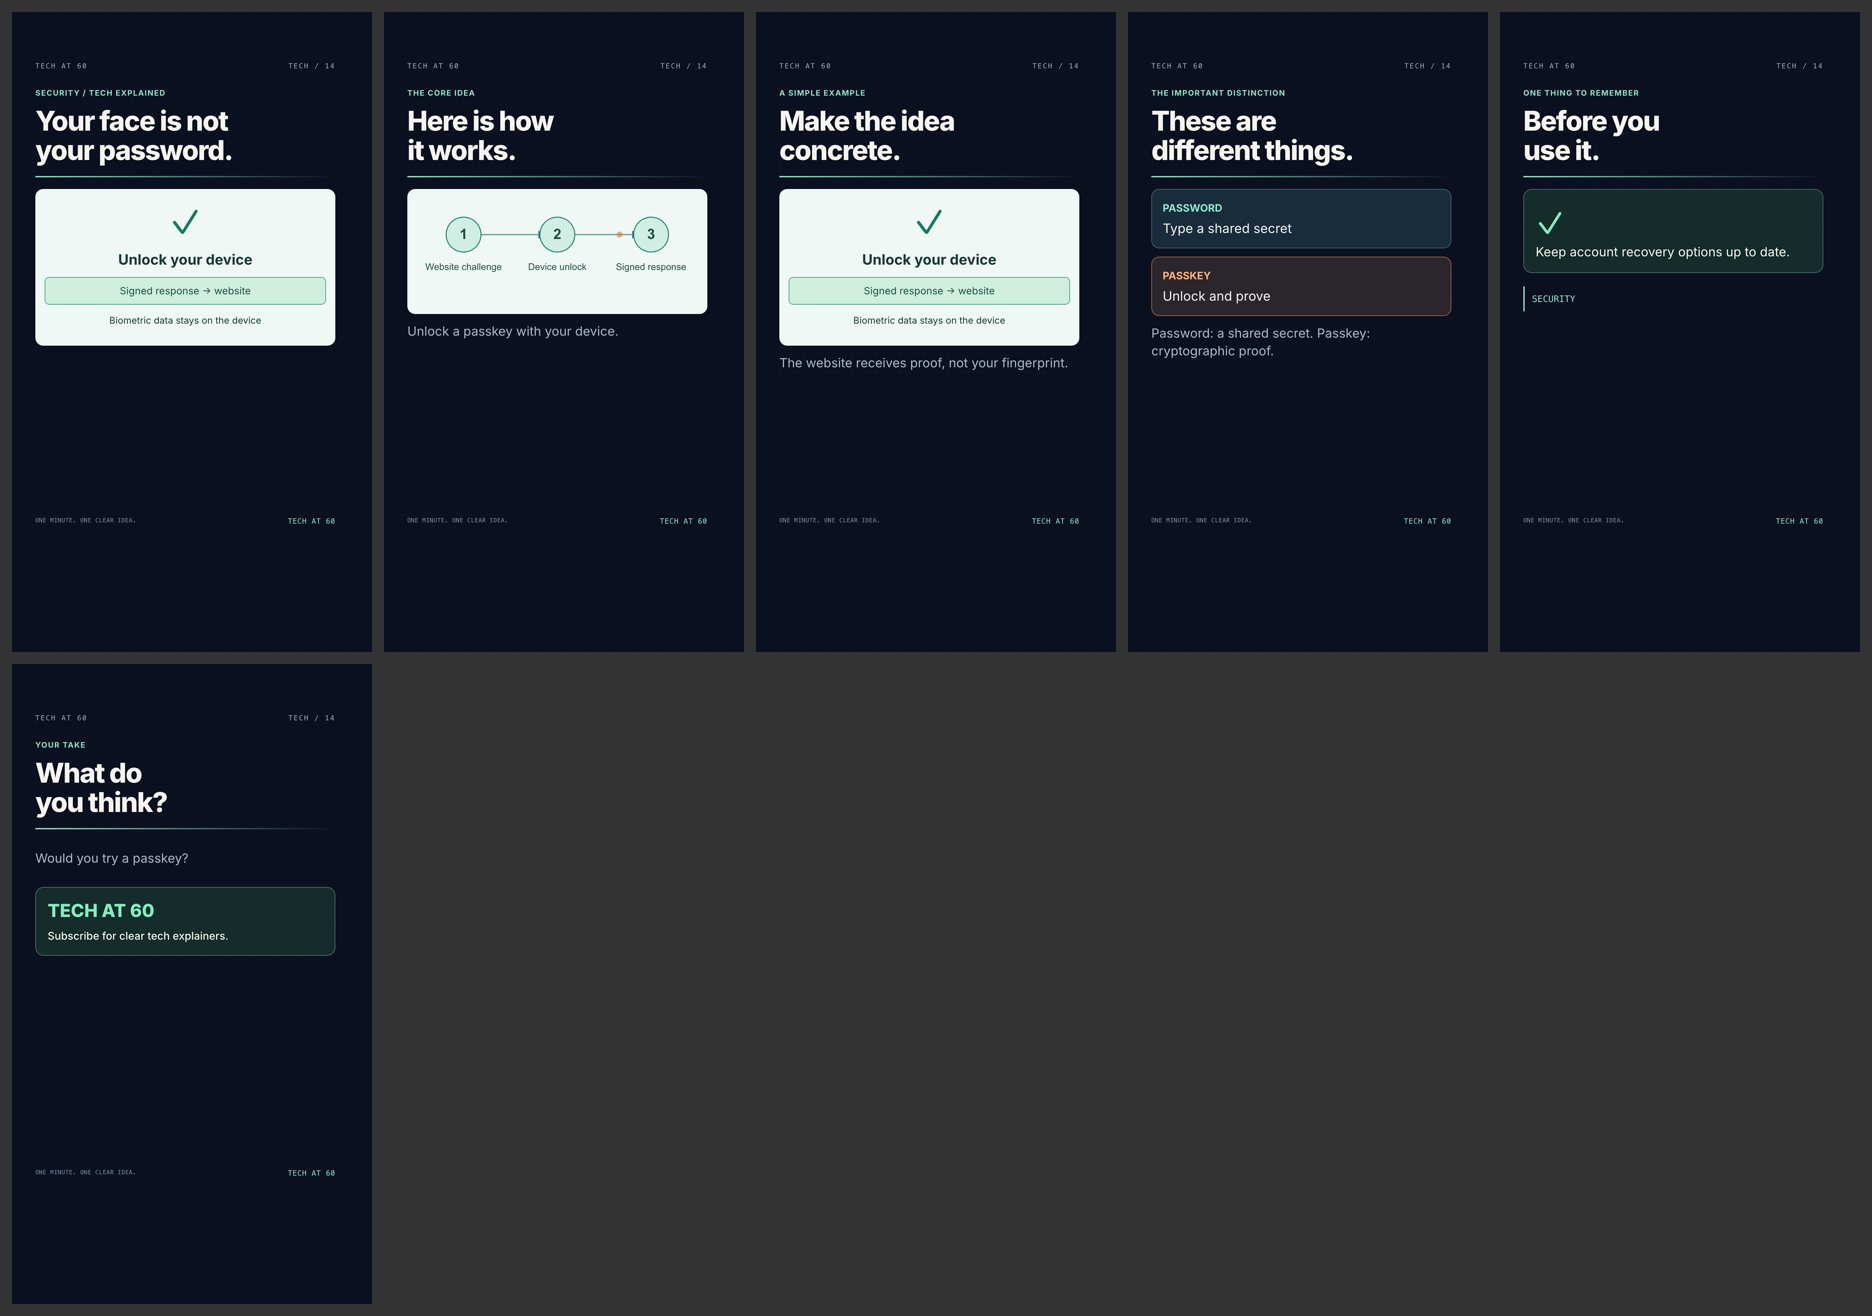 TECH AT 60
TECH / 14
SECURITY / TECH EXPLAINED
Your face is not
your password.
Unlock your device
Signed response → website
Biometric data stays on the device
ONE MINUTE. ONE CLEAR IDEA.
TECH AT 60
TECH AT 60
TECH / 14
THE CORE IDEA
Here is how
it works.
1
2
3
Website challenge
Device unlock
Signed response
Unlock a passkey with your device.
ONE MINUTE. ONE CLEAR IDEA.
TECH AT 60
TECH AT 60
TECH / 14
A SIMPLE EXAMPLE
Make the idea
concrete.
Unlock your device
Signed response → website
Biometric data stays on the device
The website receives proof, not your fingerprint.
ONE MINUTE. ONE CLEAR IDEA.
TECH AT 60
TECH AT 60
TECH / 14
THE IMPORTANT DISTINCTION
These are
different things.
PASSWORD
Type a shared secret
PASSKEY
Unlock and prove
Password: a shared secret. Passkey:
cryptographic proof.
ONE MINUTE. ONE CLEAR IDEA.
TECH AT 60
TECH AT 60
TECH / 14
ONE THING TO REMEMBER
Before you
use it.
Keep account recovery options up to date.
SECURITY
ONE MINUTE. ONE CLEAR IDEA.
TECH AT 60
TECH AT 60
TECH / 14
YOUR TAKE
What do
you think?
Would you try a passkey?
TECH AT 60
Subscribe for clear tech explainers.
ONE MINUTE. ONE CLEAR IDEA.
TECH AT 60